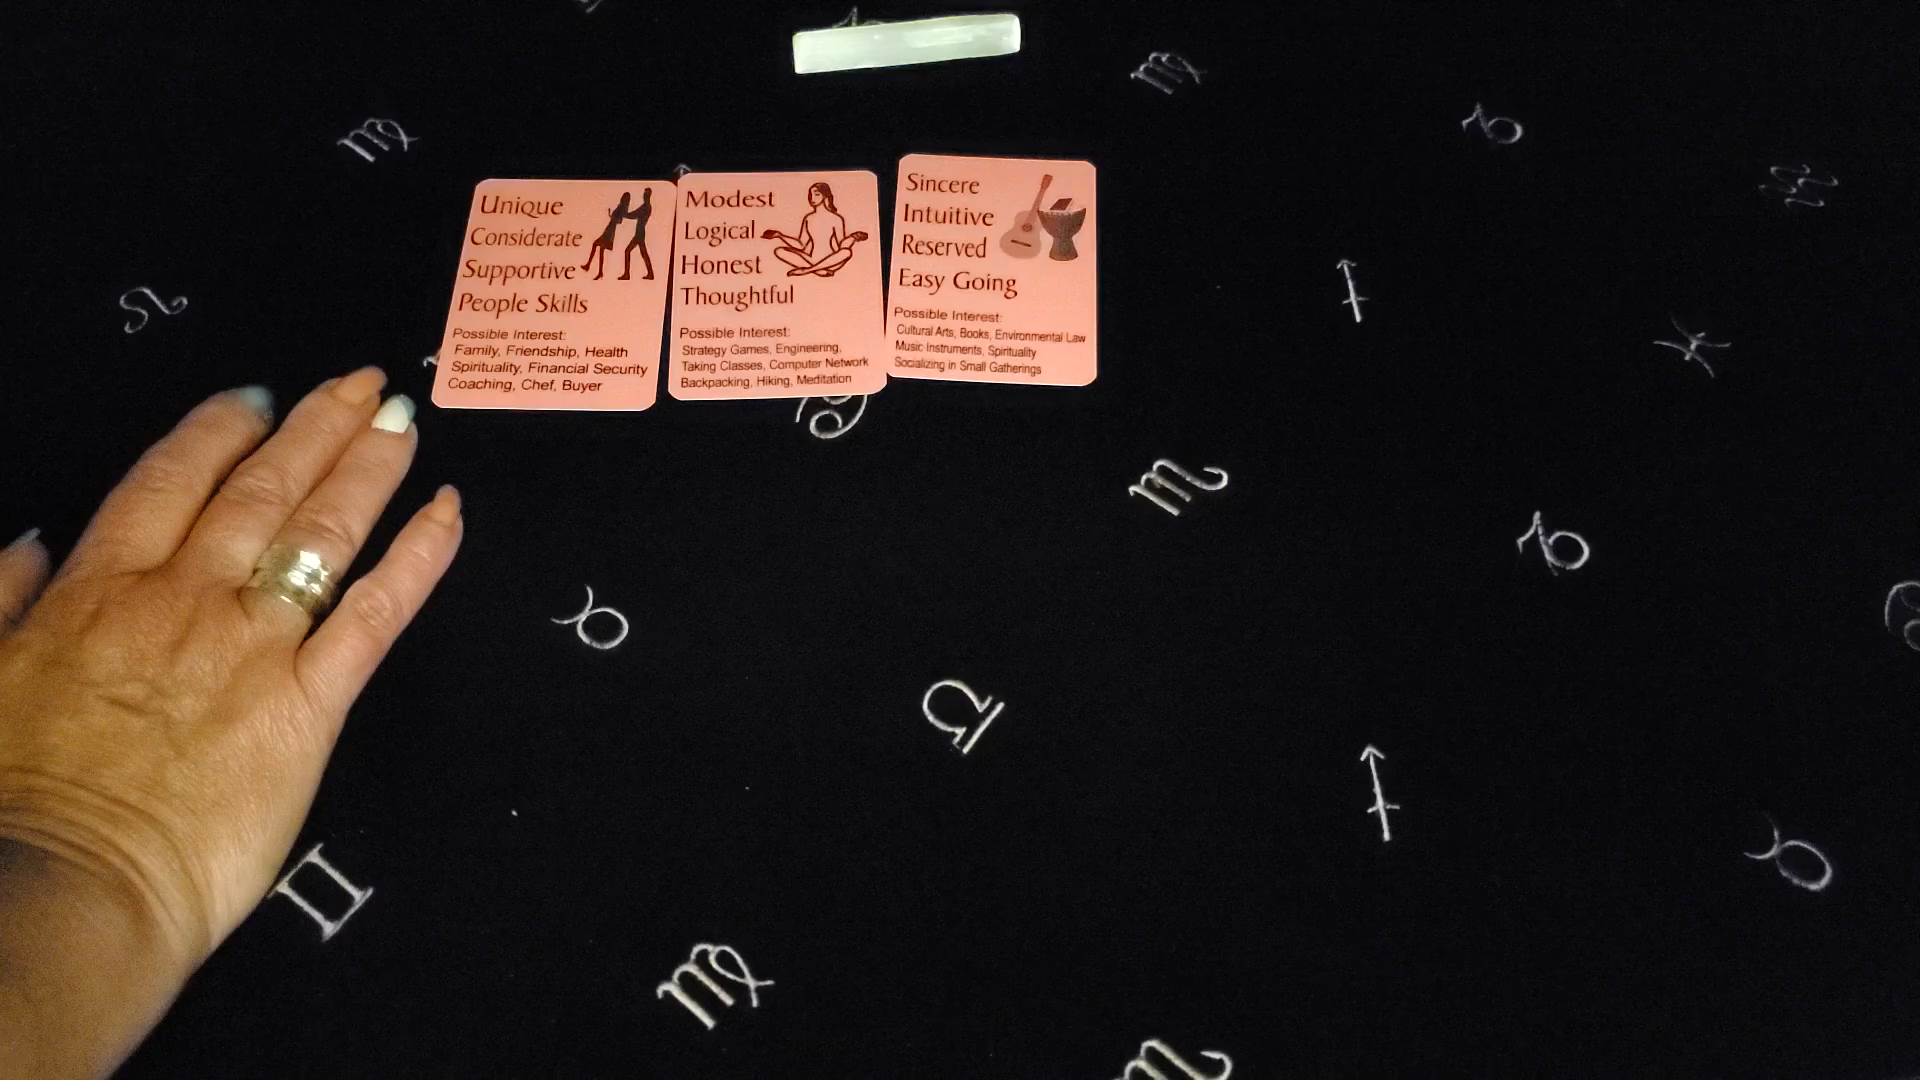 Unique
Considerate
Supportive
People Skills
Possible Interest:
Family, Friendship, Health
Spirituality, Financial Security
Coaching, Chef, Buyer
Modest
Logical
Honest
Thoughtful
Possible Interest:
Strategy Games, Engineering,
Taking Classes, Computer Network
Backpacking, Hiking, Meditation
Sincere
Intuitive
Reserved
Easy Going
Possible Interest:
Cultural Arts, Books, Environmental Law
Music Instruments, Spirituality
Socializing in Small Gatherings